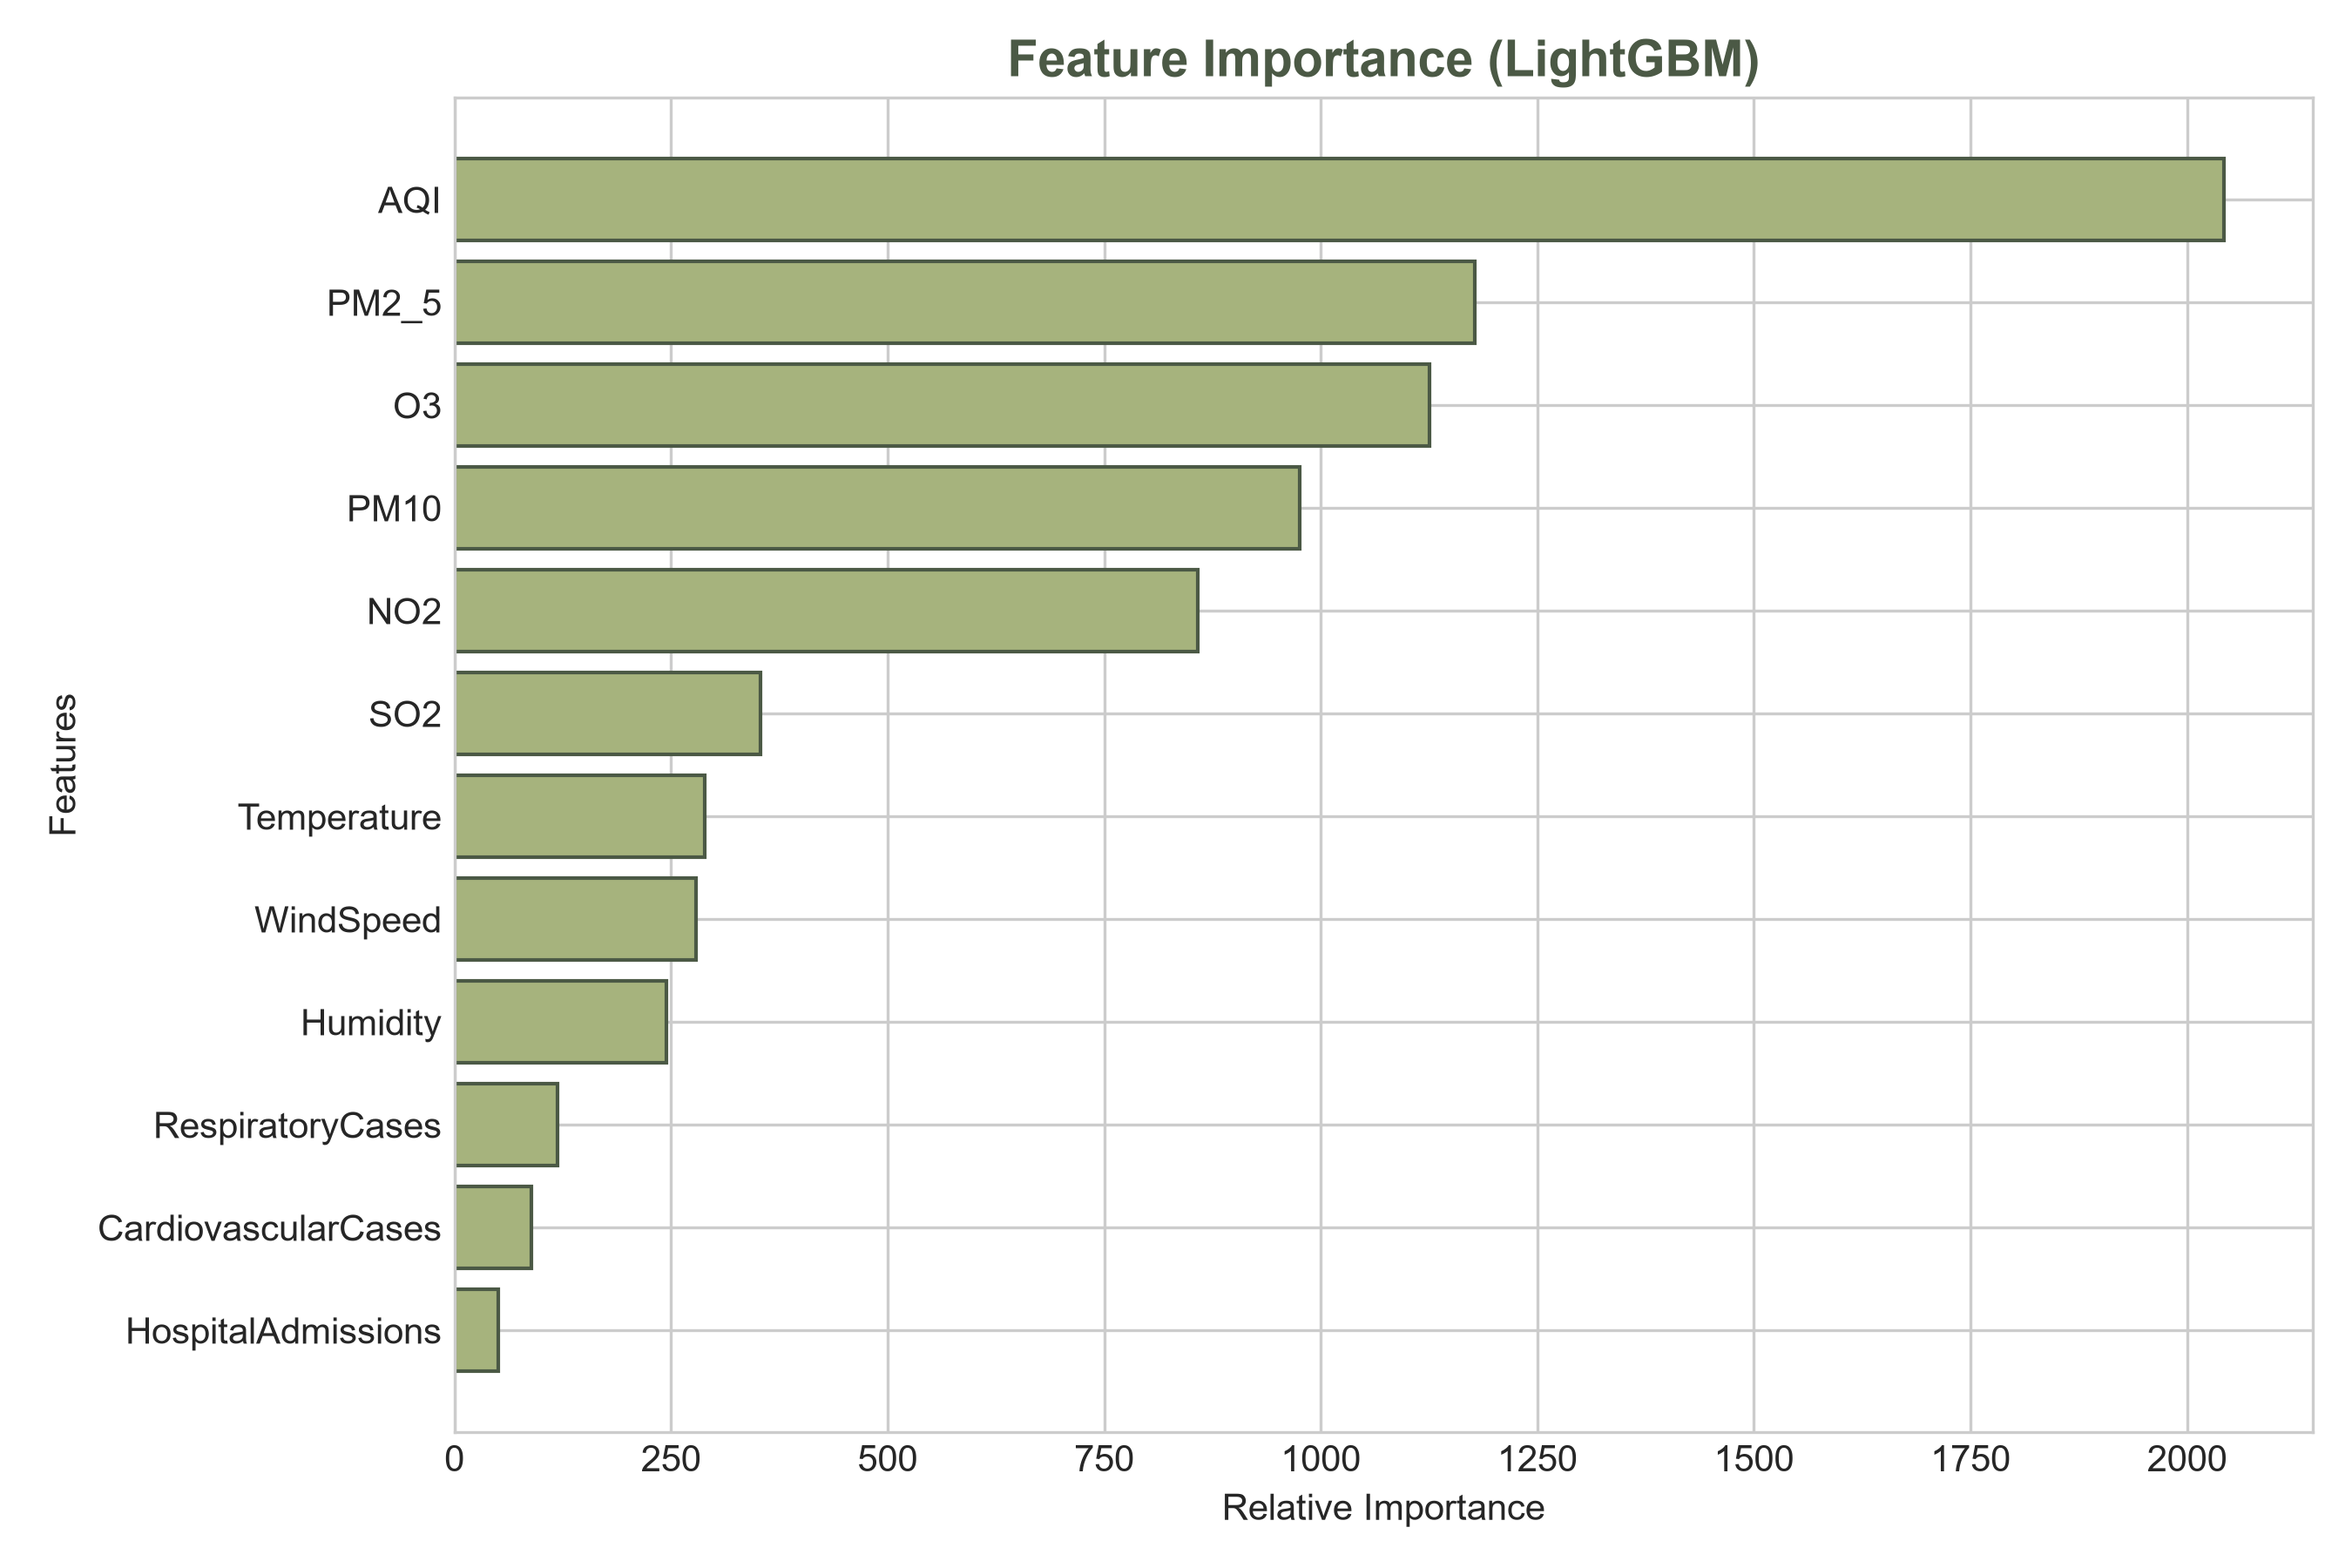 Feature Importance (LightGBM)
AQI
PM2_5
O3
PM10
NO2
SO2
Temperature
WindSpeed
Humidity
RespiratoryCases
CardiovascularCases
HospitalAdmissions
Features
0 250 500 750 1000 1250 1500 1750 2000
Relative Importance